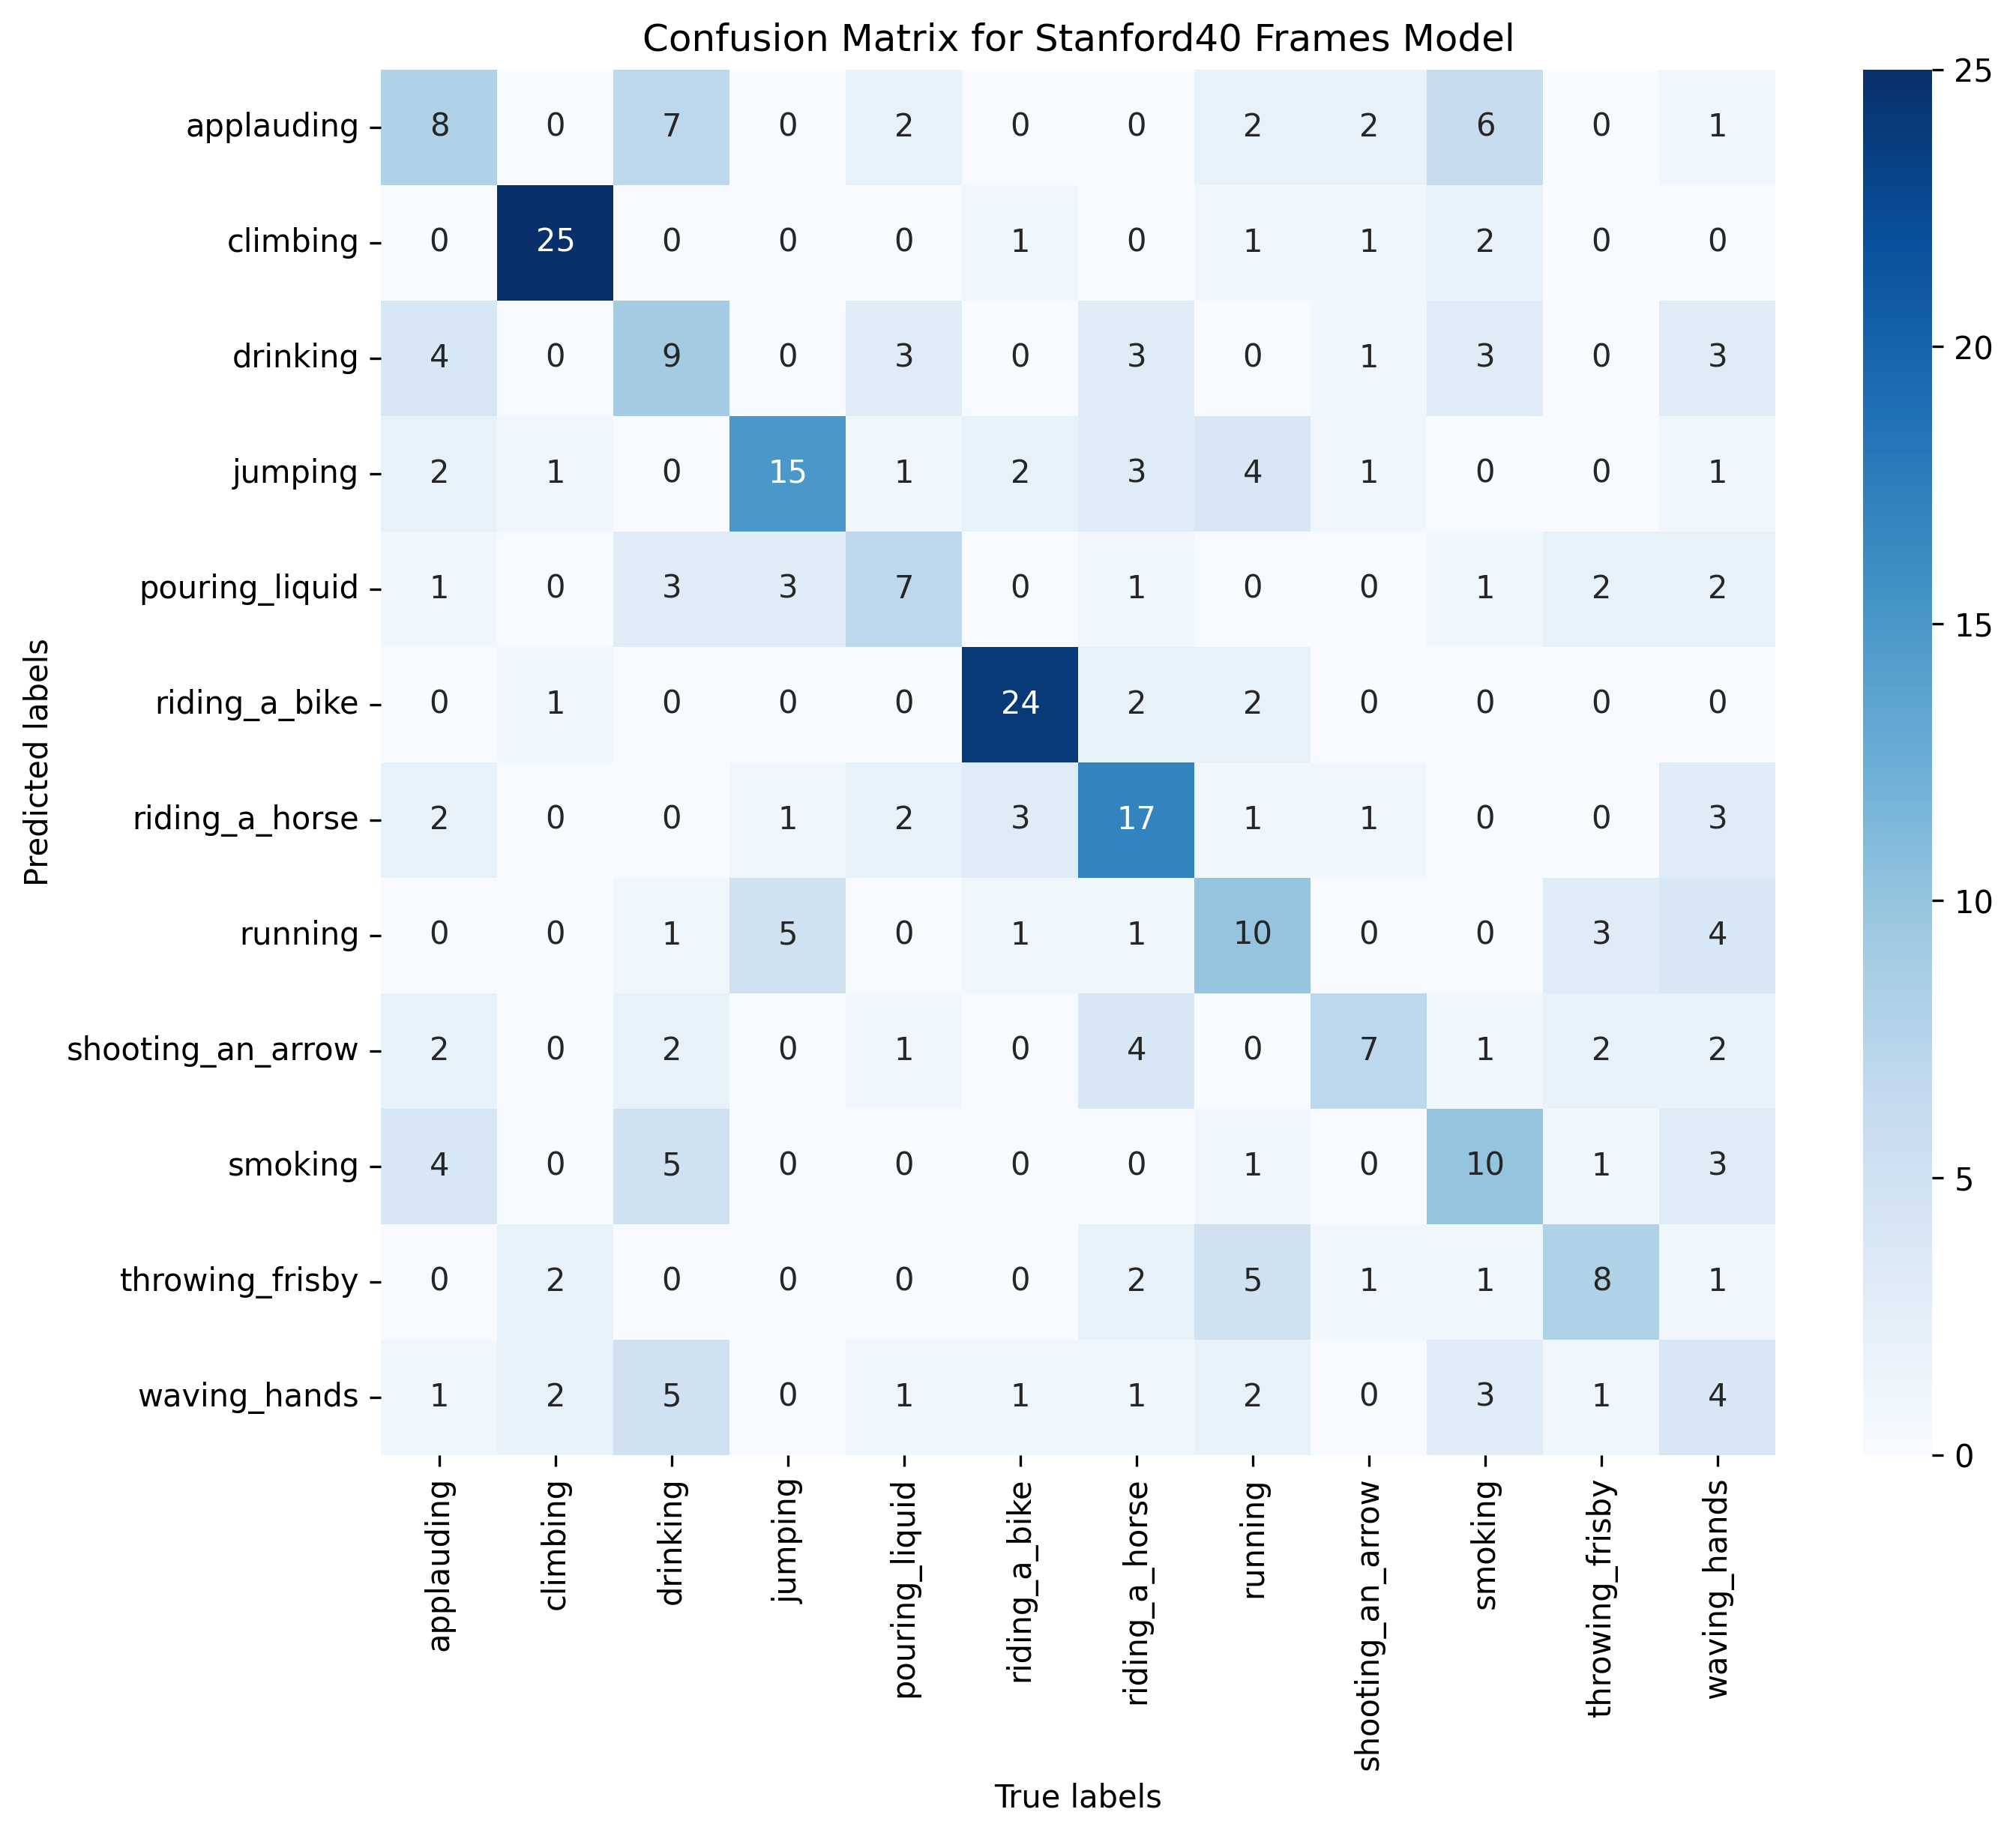 Confusion Matrix for Stanford40 Frames Model
Predicted labels
applauding 8 0 7 0 2 0 0 2 2 6 0 1
climbing 0 25 0 0 0 1 0 1 1 2 0 0
drinking 4 0 9 0 3 0 3 0 1 3 0 3
jumping 2 1 0 15 1 2 3 4 1 0 0 1
pouring_liquid 1 0 3 3 7 0 1 0 0 1 2 2
riding_a_bike 0 1 0 0 0 24 2 2 0 0 0 0
riding_a_horse 2 0 0 1 2 3 17 1 1 0 0 3
running 0 0 1 5 0 1 1 10 0 0 3 4
shooting_an_arrow 2 0 2 0 1 0 4 0 7 1 2 2
smoking 4 0 5 0 0 0 0 1 0 10 1 3
throwing_frisby 0 2 0 0 0 0 2 5 1 1 8 1
waving_hands 1 2 5 0 1 1 1 2 0 3 1 4
applauding
climbing
drinking
jumping
pouring_liquid
riding_a_bike
riding_a_horse
running
shooting_an_arrow
smoking
throwing_frisby
waving_hands
True labels
25
20
15
10
5
0